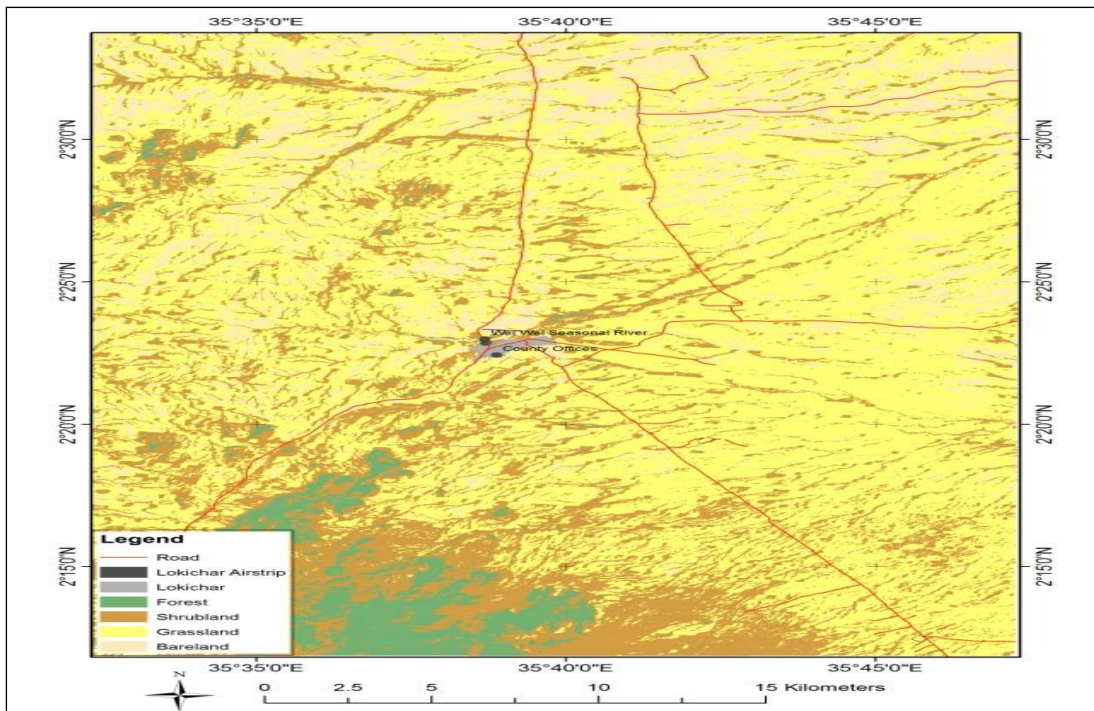 35°35'0"E 35°40'0"E 35°45'0"E
2°30'0"N 2°30'0"N
2°25'0"N 2°25'0"N
Wei Wei Seasonal River
County Offices
2°20'0"N 2°20'0"N
2°15'0"N 2°15'0"N
Legend
Road
Lokichar Airstrip
Lokichar
Forest
Shrubland
Grassland
Bareland
35°35'0"E 35°40'0"E 35°45'0"E
N
0 2.5 5 10 15 Kilometers